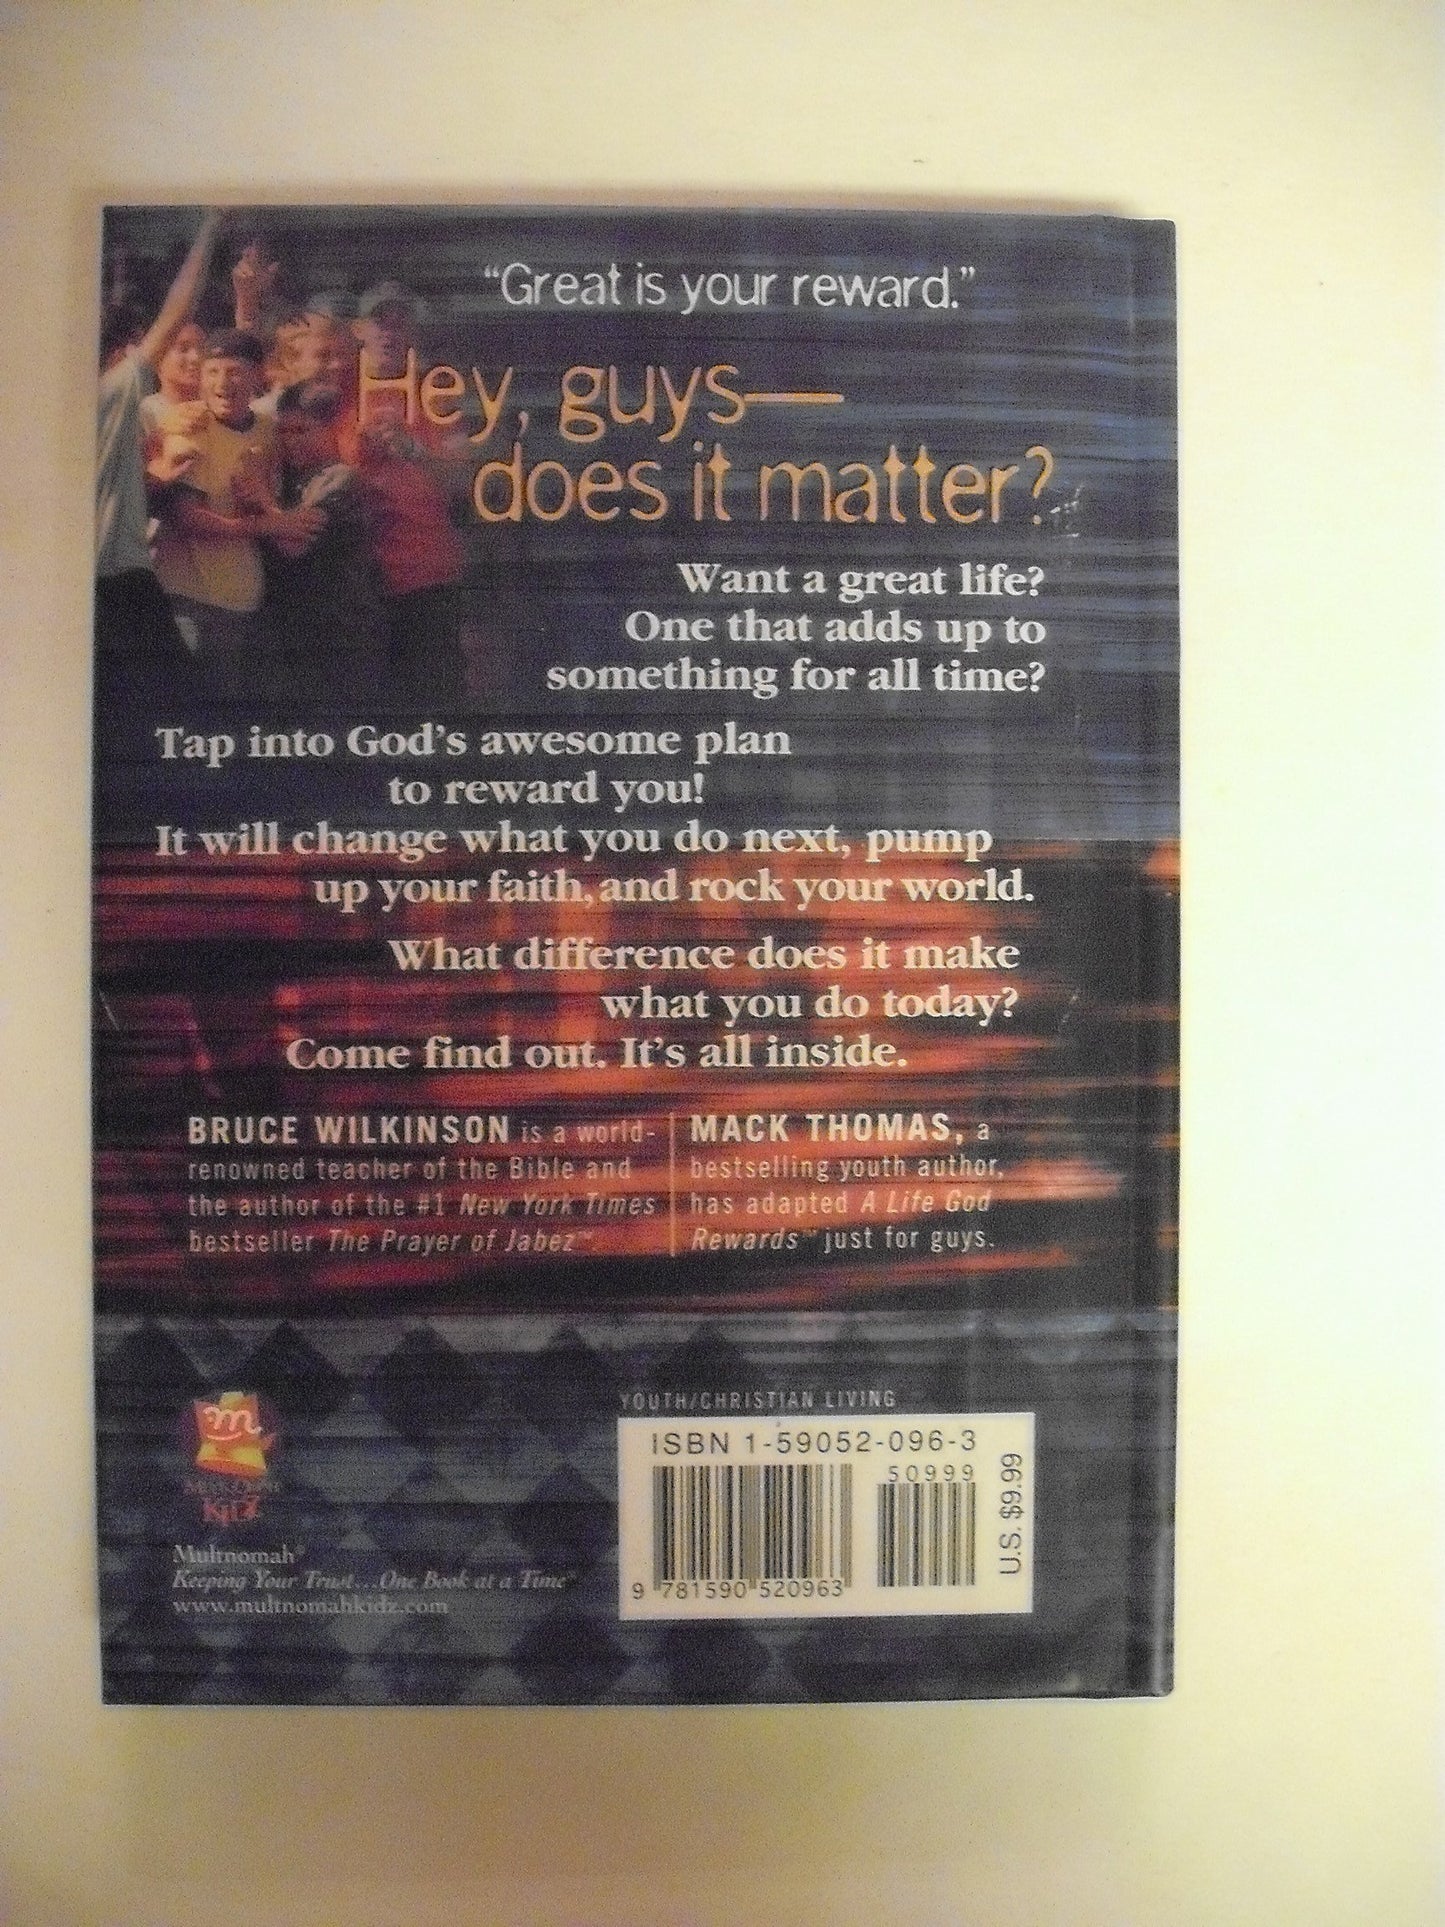 “Great is your reward.”
Hey, guys—
does it matter?
Want a great life?
One that adds up to
something for all time?
Tap into God’s awesome plan
to reward you!
It will change what you do next, pump
up your faith, and rock your world.
What difference does it make
what you do today?
Come find out. It’s all inside.
BRUCE WILKINSON is a world-
renowned teacher of the Bible and
the author of the #1 New York Times
bestseller The Prayer of Jabez™.
MACK THOMAS, a
bestselling youth author,
has adapted A Life God
Rewards™ just for guys.
m
KidZ
Multnomah®
Keeping Your Trust...One Book at a Time®
www.multnomahkidz.com
YOUTH/CHRISTIAN LIVING
ISBN 1-59052-096-3
50999
9 781590 520963
U.S. $9.99